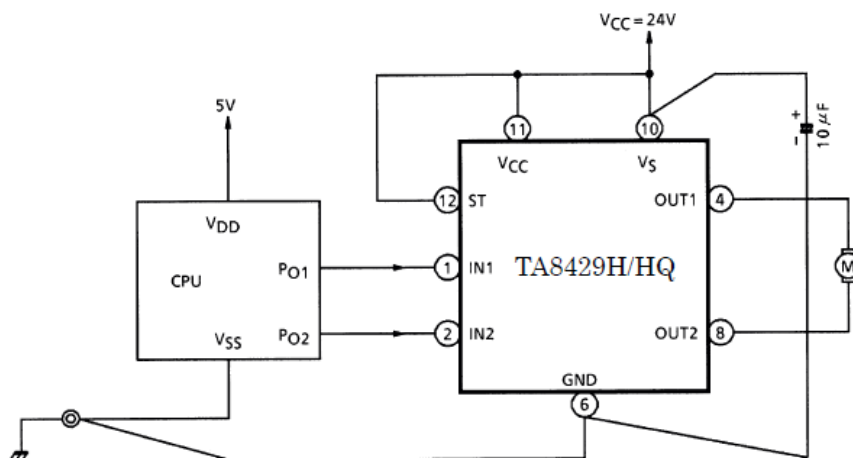 VCC=24V
5V
11
10
+
−
10 µF
VCC
VS
12
ST
OUT1
4
VDD
CPU
PO1
1
IN1
TA8429H/HQ
M
PO2
2
IN2
OUT2
8
VSS
GND
6